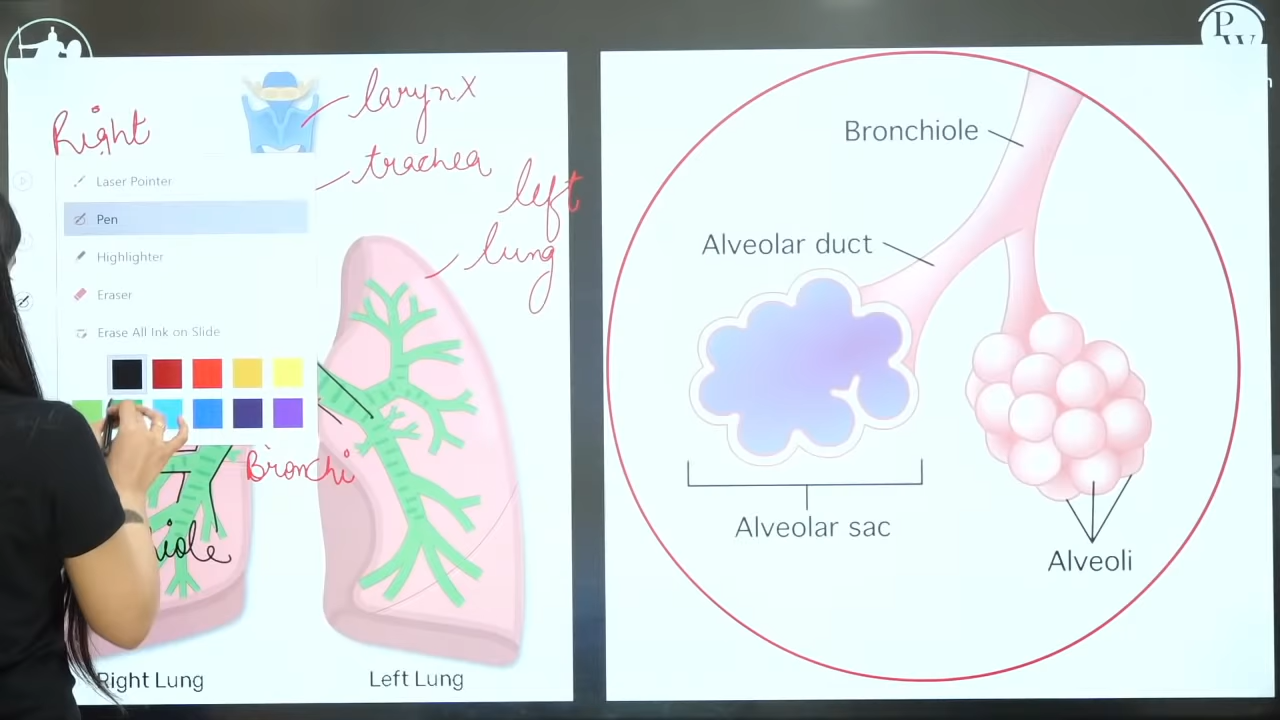 PW
Right
larynx
trachea
left
lung
Laser Pointer
Pen
Highlighter
Eraser
Erase All Ink on Slide
Bronchi
Right Lung
Left Lung
Bronchiole
Alveolar duct
Alveolar sac
Alveoli